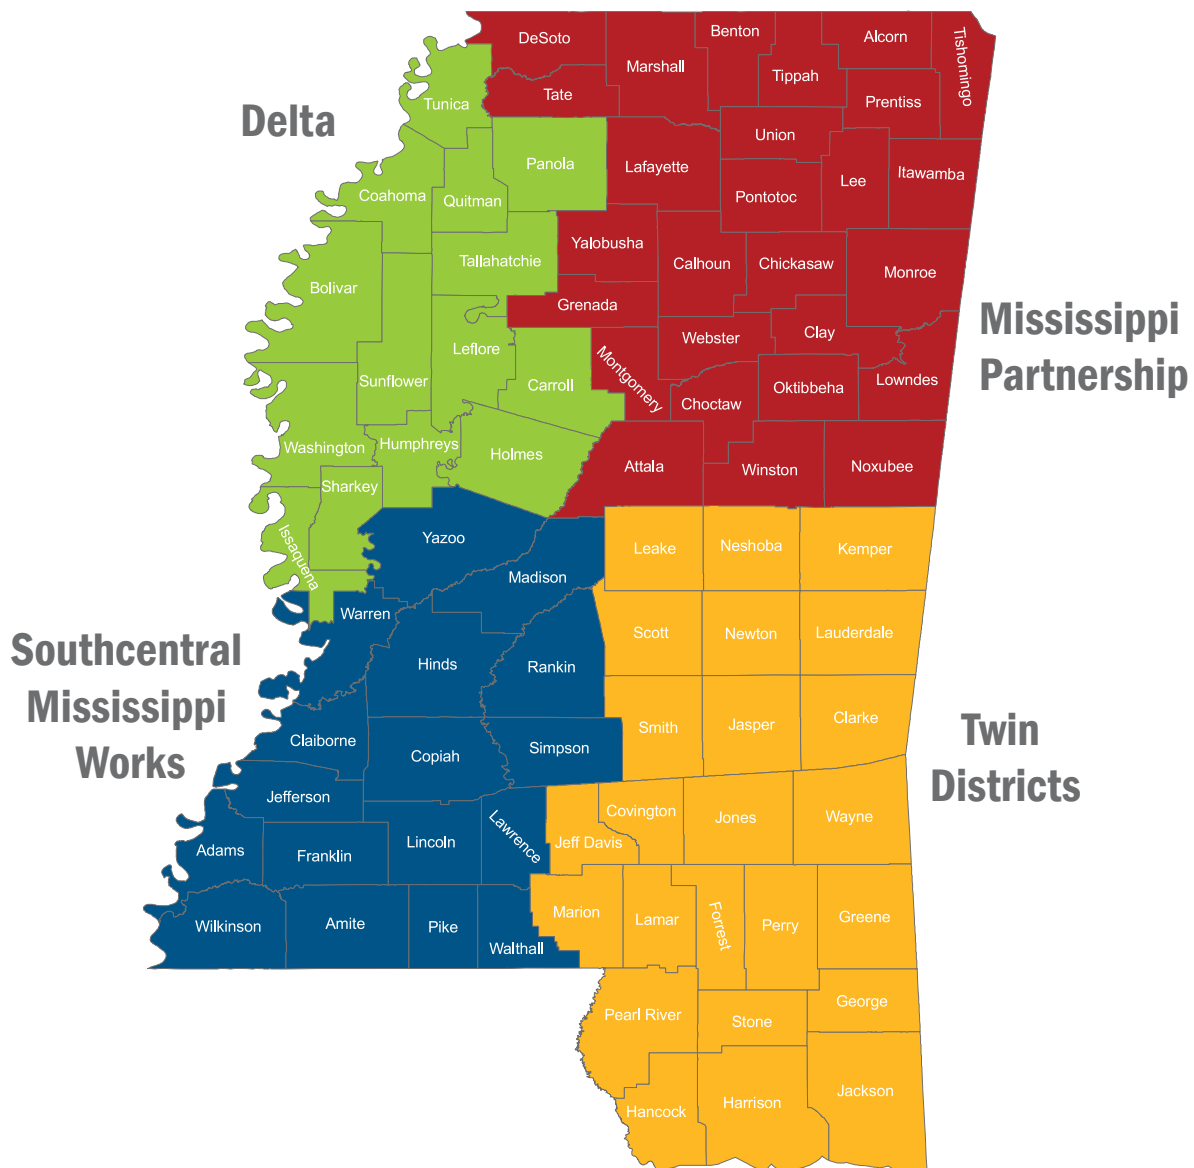 DeSoto
Marshall
Benton
Tippah
Alcorn
Tishomingo
Tate
Prentiss
Tunica
Delta
Union
Panola
Lafayette
Pontotoc
Lee
Itawamba
Coahoma
Quitman
Yalobusha
Tallahatchie
Calhoun
Chickasaw
Monroe
Bolivar
Grenada
Mississippi
Partnership
Webster
Clay
Leflore
Montgomery
Sunflower
Carroll
Choctaw
Oktibbeha
Lowndes
Washington
Humphreys
Holmes
Attala
Winston
Noxubee
Sharkey
Issaquena
Yazoo
Madison
Leake
Neshoba
Kemper
Warren
Southcentral
Mississippi
Works
Hinds
Rankin
Scott
Newton
Lauderdale
Claiborne
Copiah
Simpson
Smith
Jasper
Clarke
Twin
Districts
Jefferson
Lawrence
Covington
Jones
Wayne
Adams
Franklin
Lincoln
Jeff Davis
Wilkinson
Amite
Pike
Walthall
Marion
Lamar
Forrest
Perry
Greene
Pearl River
Stone
George
Hancock
Harrison
Jackson